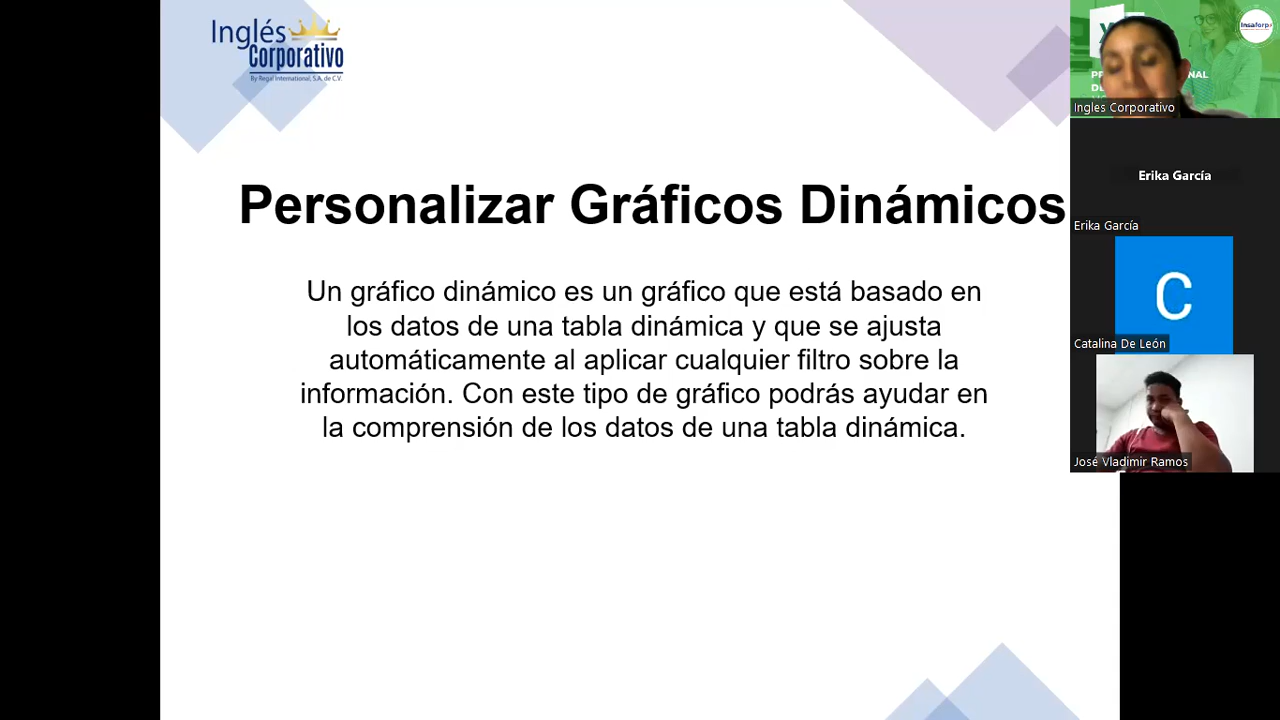 Inglés
Corporativo
By Regal International, S.A. de C.V.
Personalizar Gráficos Dinámicos
Un gráfico dinámico es un gráfico que está basado en
los datos de una tabla dinámica y que se ajusta
automáticamente al aplicar cualquier filtro sobre la
información. Con este tipo de gráfico podrás ayudar en
la comprensión de los datos de una tabla dinámica.
Insaforp
Ingles Corporativo
Erika García
Erika García
C
Catalina De León
José Vladimir Ramos